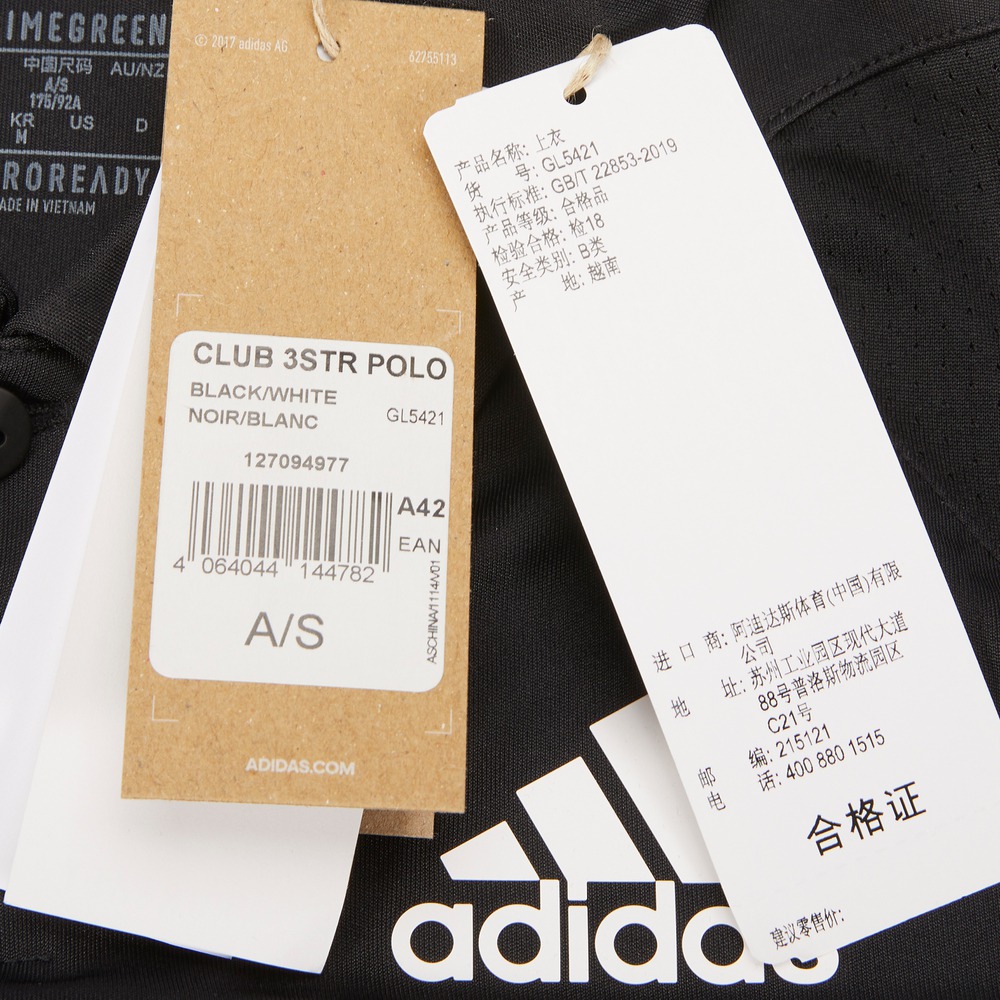 IMEGREEN
中国尺码 AU/NZ
A/S
175/92A
KR US D
M
ROREADY
ADE IN VIETNAM
© 2017 adidas AG
62755113
CLUB 3STR POLO
BLACK/WHITE
NOIR/BLANC GL5421
127094977
A42
EAN
4 064044 144782
ASCHINA/1114/V01
A/S
ADIDAS.COM
产品名称: 上衣
货 号: GL5421
执行标准: GB/T 22853-2019
产品等级: 合格品
检验合格: 检18
安全类别: B类
产 地: 越南
进 口 商: 阿迪达斯体育(中国)有限
公司
地 址: 苏州工业园区现代大道
88号普洛斯物流园区
C21号
邮 编: 215121
电 话: 400 880 1515
合格证
建议零售价:
adidas